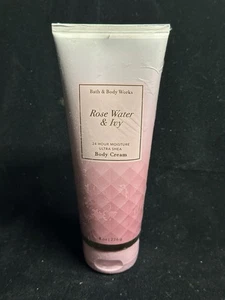 Bath & Body Works
Rose Water
& Ivy
24 HOUR MOISTURE
ULTRA SHEA
Body Cream